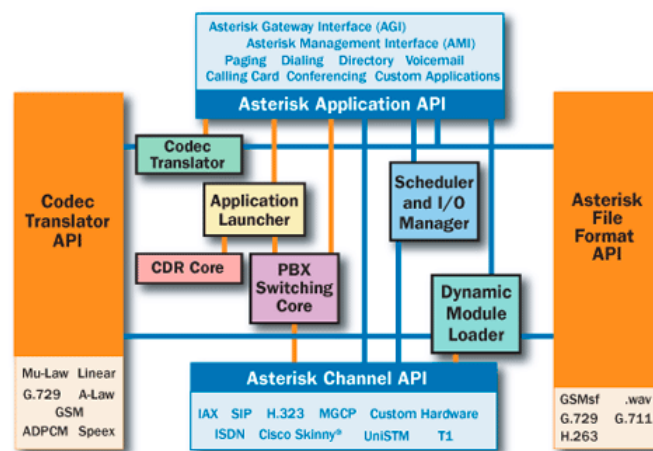 Asterisk Gateway Interface (AGI)
Asterisk Management Interface (AMI)
Paging Dialing Directory Voicemail
Calling Card Conferencing Custom Applications
Asterisk Application API
Codec
Translator
API
Mu-Law Linear
G.729 A-Law
GSM
ADPCM Speex
Codec
Translator
Application
Launcher
CDR Core
PBX
Switching
Core
Scheduler
and I/O
Manager
Dynamic
Module
Loader
Asterisk
File
Format
API
GSMsf .wav
G.729 G.711
H.263
Asterisk Channel API
IAX SIP H.323 MGCP Custom Hardware
ISDN Cisco Skinny® UniSTM T1